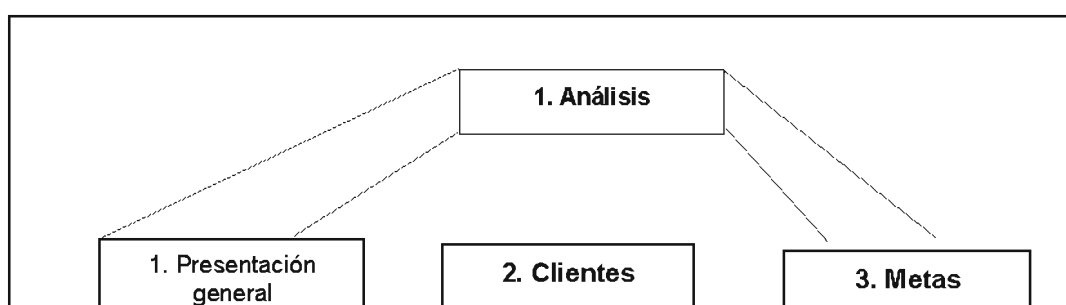 1. Análisis
1. Presentación
general
2. Clientes
3. Metas